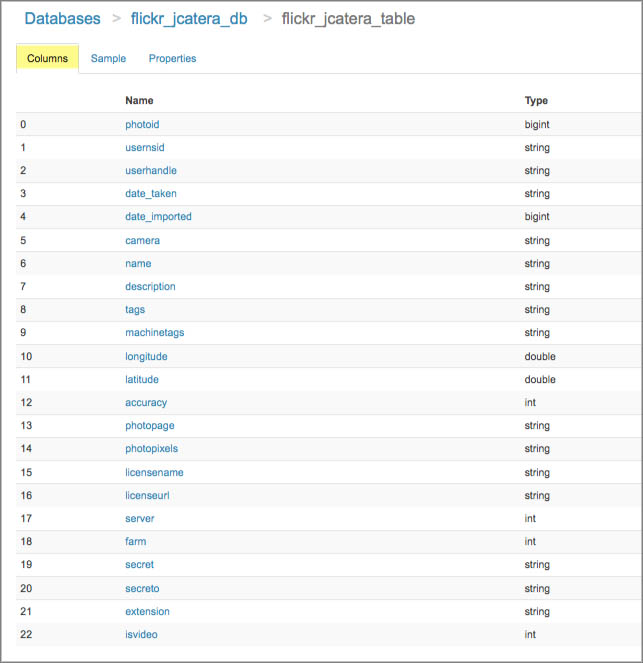 Databases > flickr_jcatera_db > flickr_jcatera_table
Columns Sample Properties
Name Type
0 photoid bigint
1 usernsid string
2 userhandle string
3 date_taken string
4 date_imported bigint
5 camera string
6 name string
7 description string
8 tags string
9 machinetags string
10 longitude double
11 latitude double
12 accuracy int
13 photopage string
14 photopixels string
15 licensename string
16 licenseurl string
17 server int
18 farm int
19 secret string
20 secreto string
21 extension string
22 isvideo int